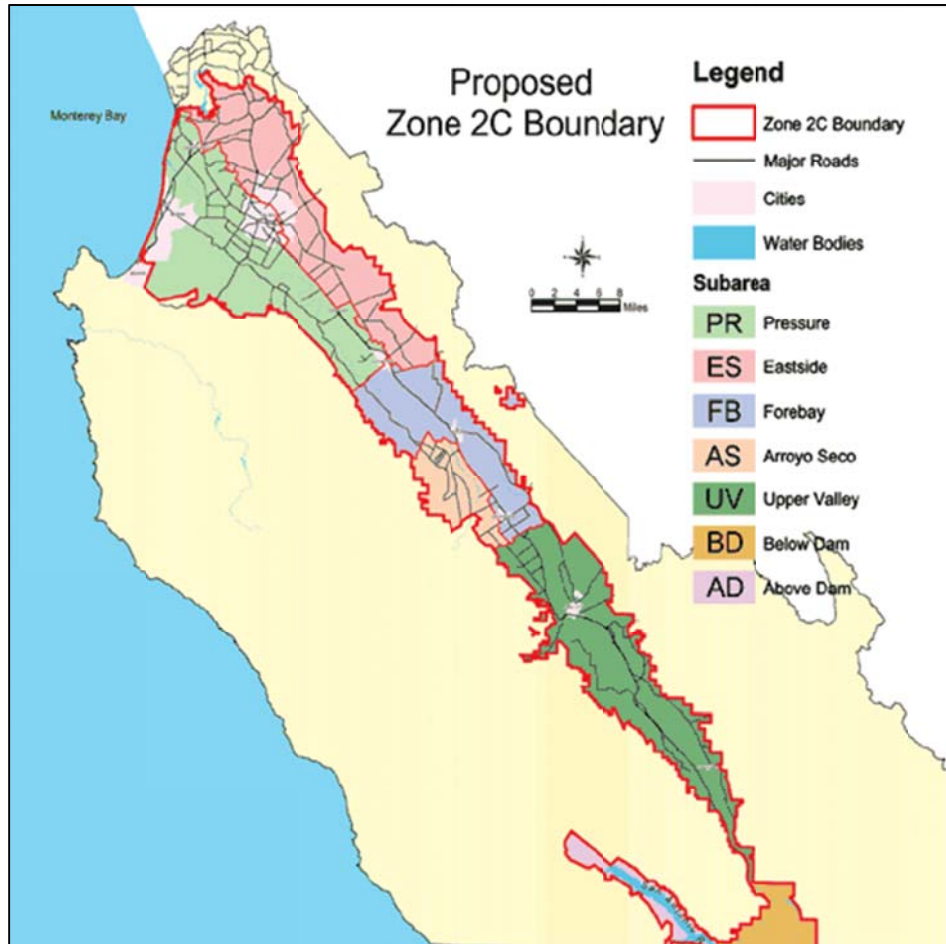 Proposed
Zone 2C Boundary
Monterey Bay
0 2 4 6 8
Miles
Legend
Zone 2C Boundary
Major Roads
Cities
Water Bodies
Subarea
PR Pressure
ES Eastside
FB Forebay
AS Arroyo Seco
UV Upper Valley
BD Below Dam
AD Above Dam